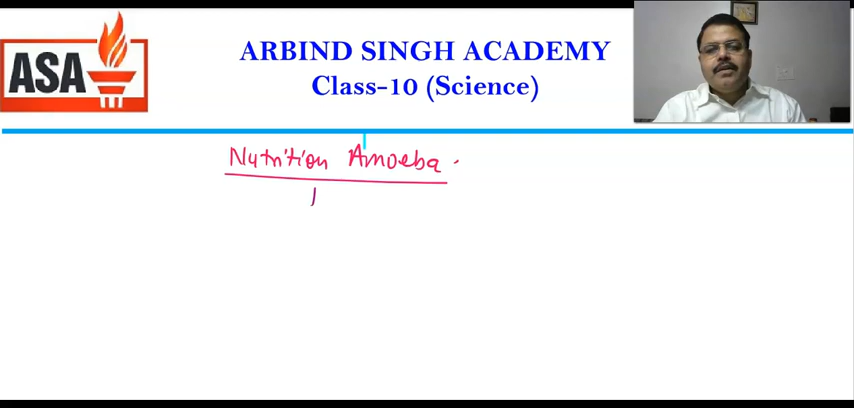 ASA
ARBIND SINGH ACADEMY
Class-10 (Science)
Nutrition Amoeba.